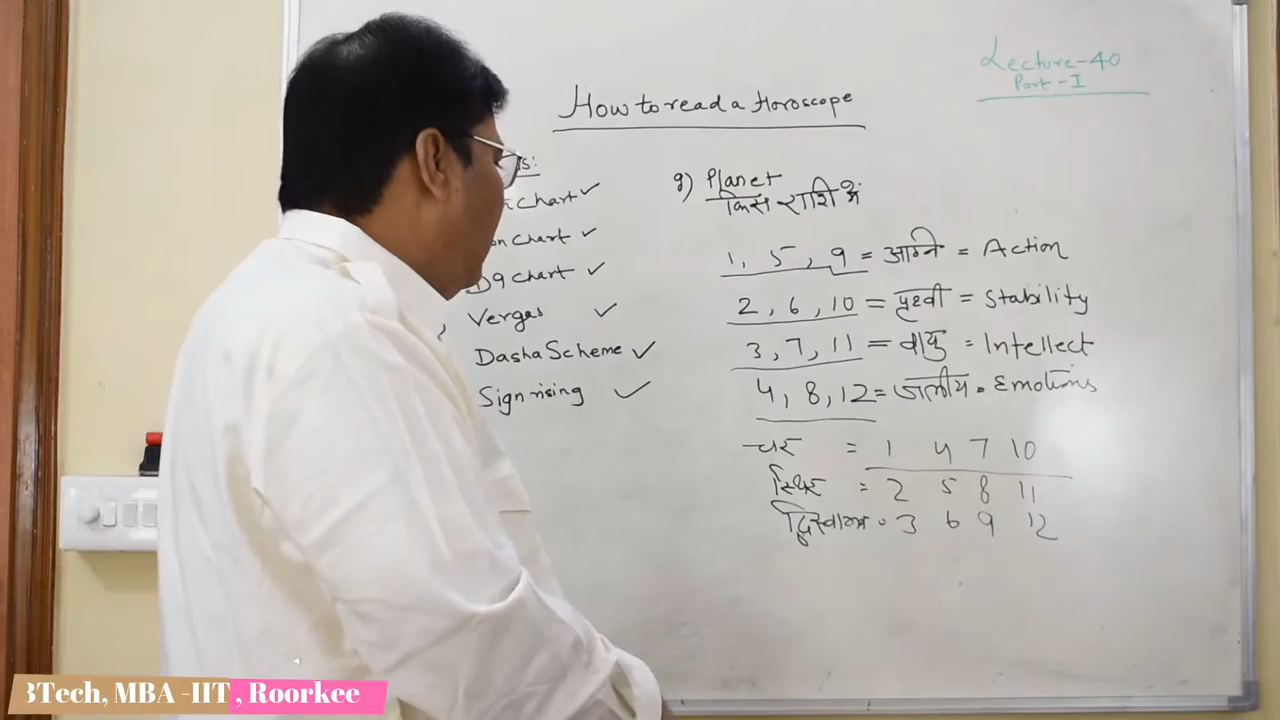 How to read a Horoscope
Lecture-40
Part - I
s:
Chart ✓
on Chart ✓
D9 Chart ✓
Vergas ✓
Dasha Scheme ✓
Sign rising ✓
g) Planet
किस राशि में
1, 5, 9 = अग्नि = Action
2, 6, 10 = पृथ्वी = Stability
3, 7, 11 = वायु = Intellect
4, 8, 12 = जलीय = Emotions
चर = 1 4 7 10
स्थिर = 2 5 8 11
द्विस्वभाव = 3 6 9 12
BTech, MBA -IIT , Roorkee